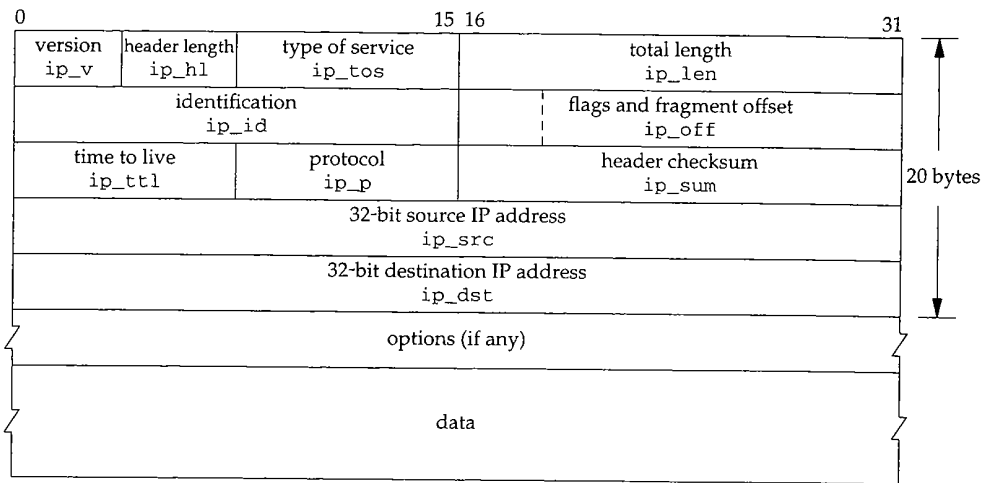 0 15 16 31
version header length type of service total length
ip_v ip_hl ip_tos ip_len
identification flags and fragment offset
ip_id ip_off
time to live protocol header checksum
ip_ttl ip_p ip_sum
20 bytes
32-bit source IP address
ip_src
32-bit destination IP address
ip_dst
options (if any)
data